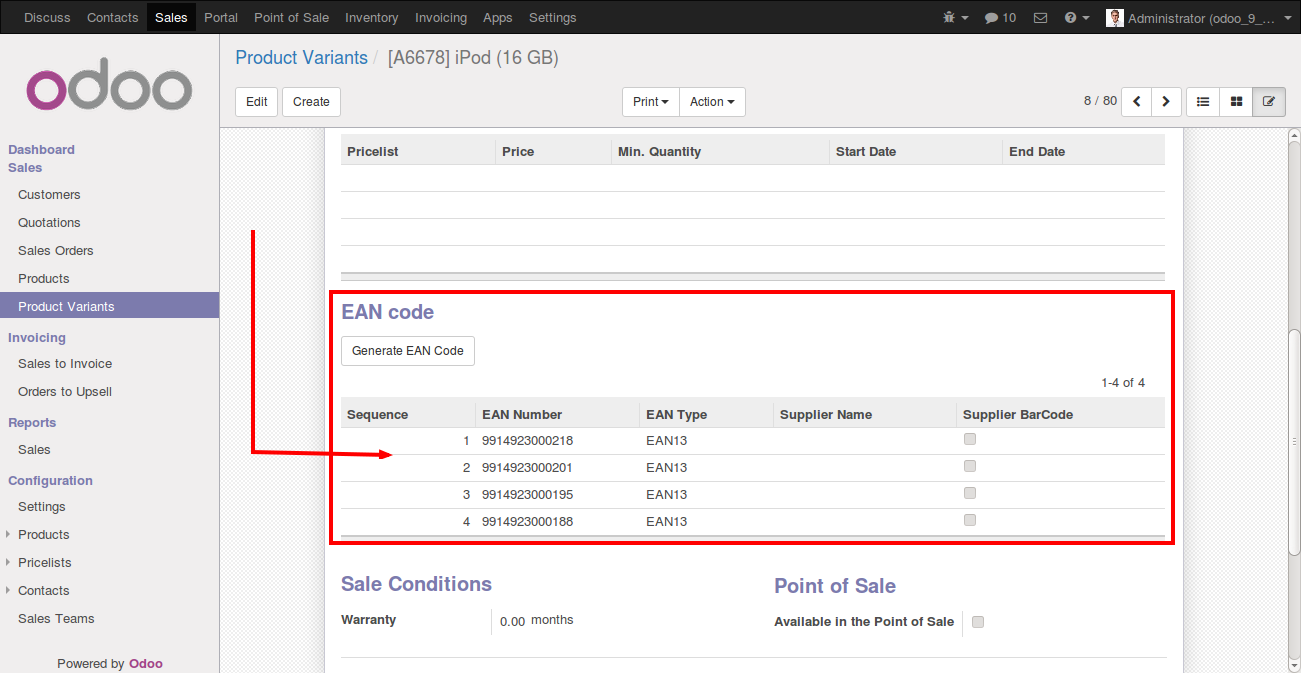 Discuss Contacts Sales Portal Point of Sale Inventory Invoicing Apps Settings 10 Administrator (odoo_9_...
odoo
Product Variants / [A6678] iPod (16 GB)
Edit Create Print Action 8 / 80
Dashboard
Sales
Customers
Quotations
Sales Orders
Products
Product Variants
Invoicing
Sales to Invoice
Orders to Upsell
Reports
Sales
Configuration
Settings
Products
Pricelists
Contacts
Sales Teams
Powered by Odoo
Pricelist Price Min. Quantity Start Date End Date
EAN code
Generate EAN Code
1-4 of 4
Sequence EAN Number EAN Type Supplier Name Supplier BarCode
1 9914923000218 EAN13
2 9914923000201 EAN13
3 9914923000195 EAN13
4 9914923000188 EAN13
Sale Conditions
Warranty 0.00 months
Point of Sale
Available in the Point of Sale